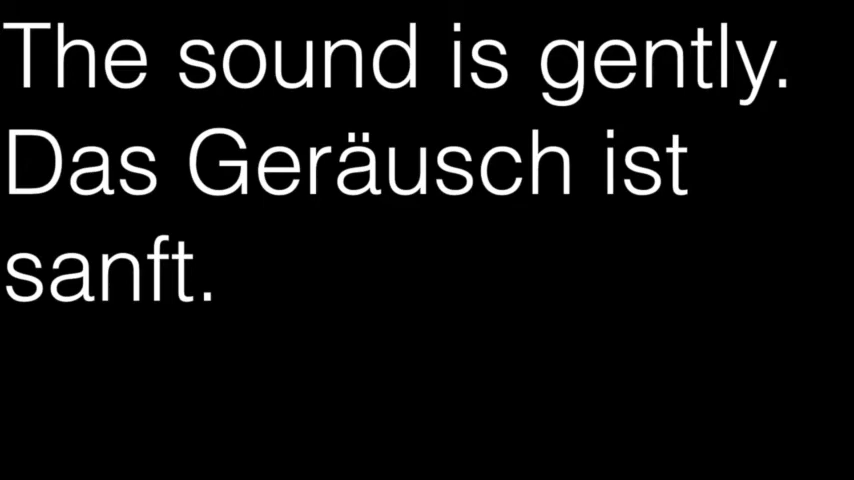 The sound is gently.
Das Geräusch ist
sanft.